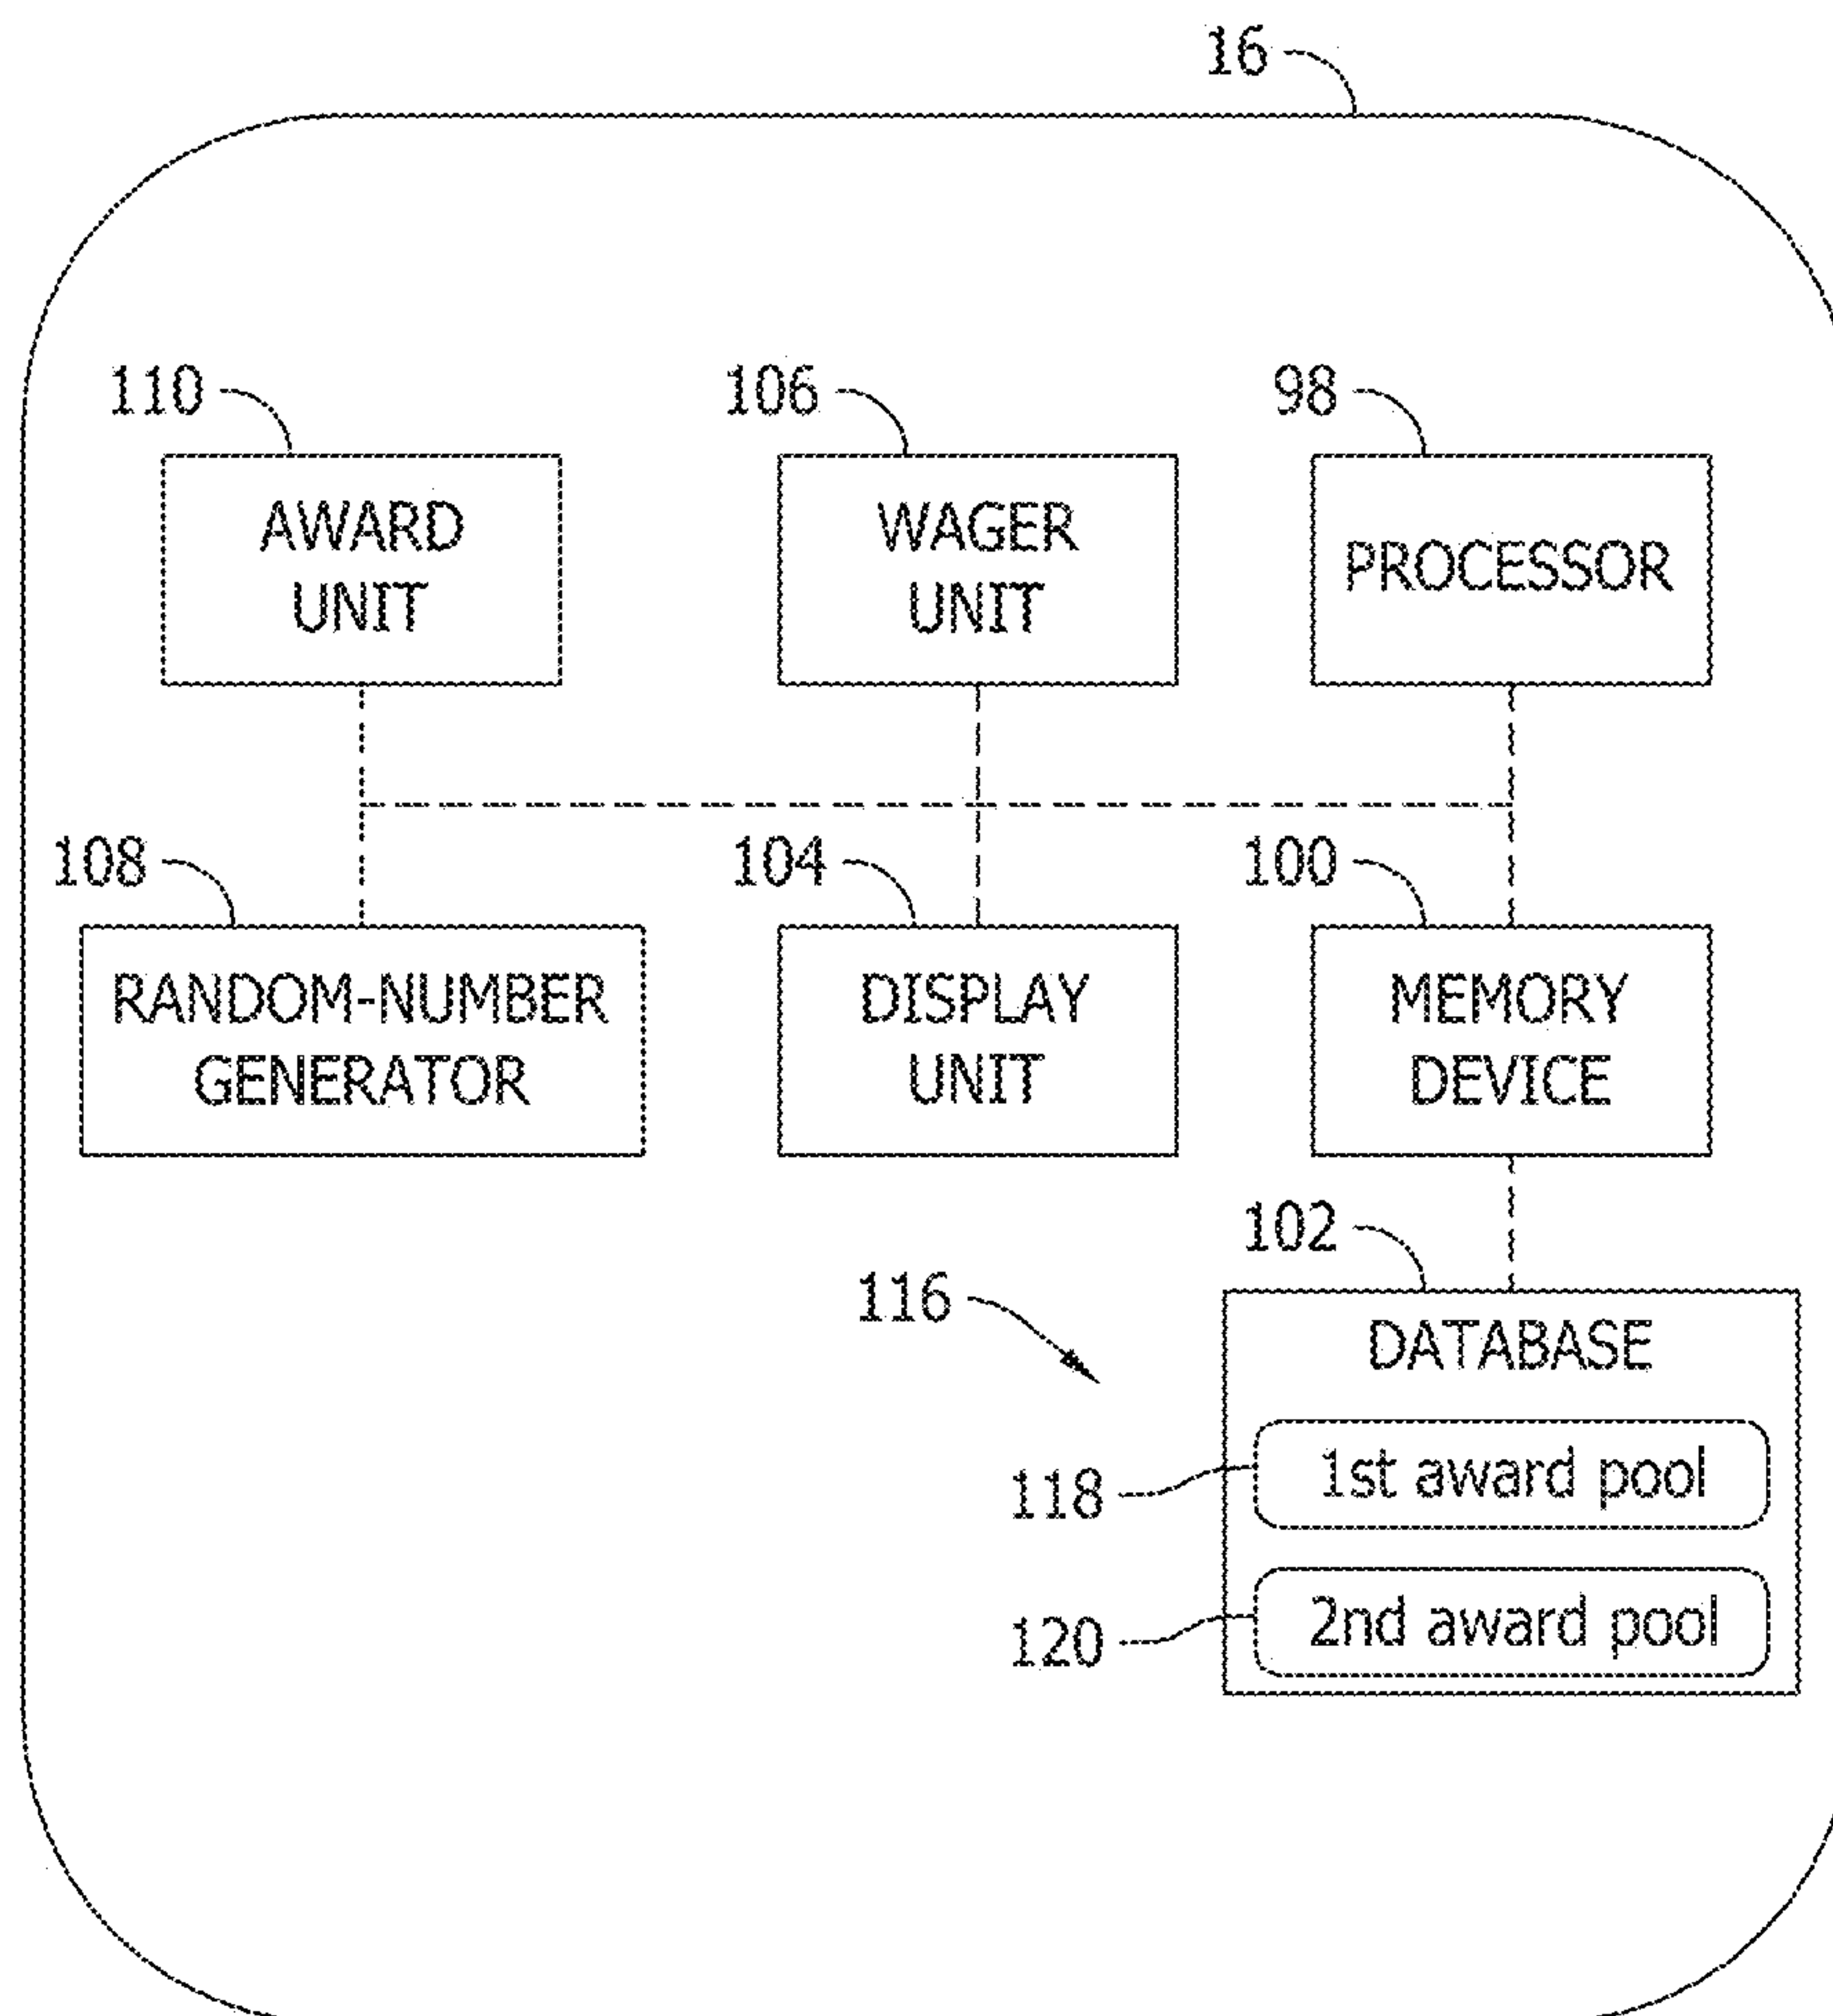 16
110
106
98
AWARD
UNIT
WAGER
UNIT
PROCESSOR
108
104
100
RANDOM-NUMBER
GENERATOR
DISPLAY
UNIT
MEMORY
DEVICE
102
116
DATABASE
118
1st award pool
120
2nd award pool